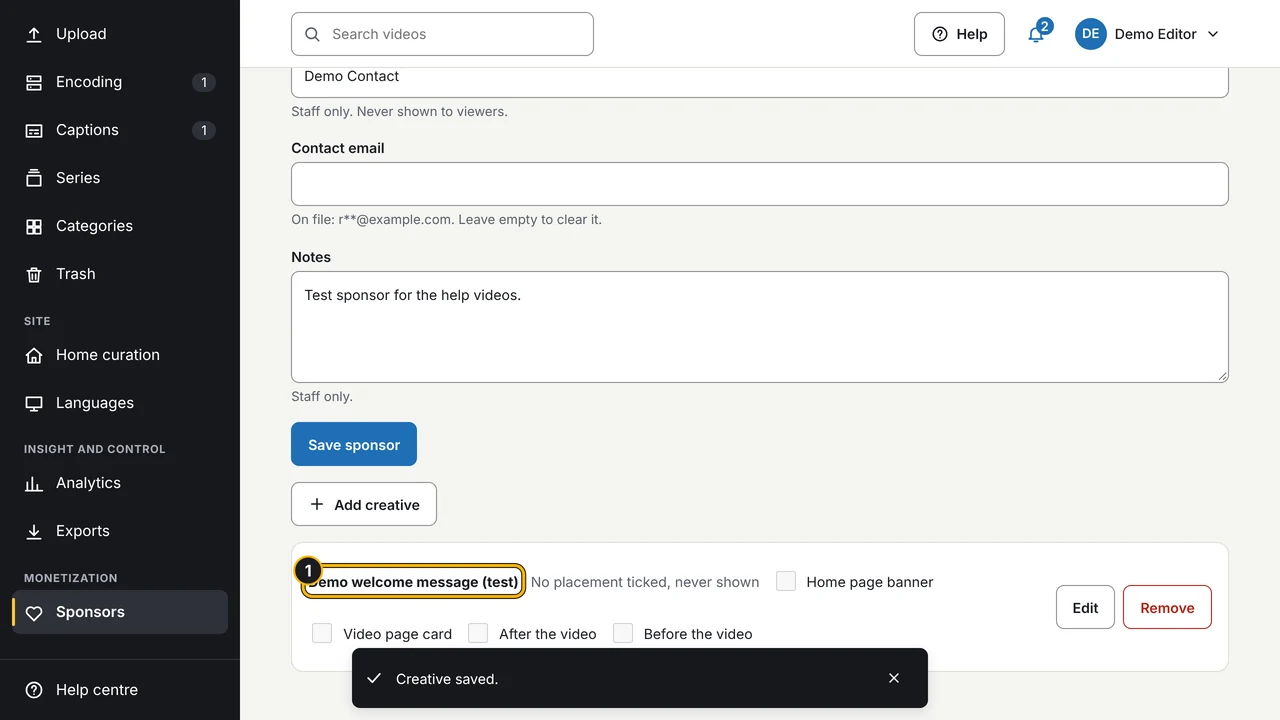 Upload
Encoding 1
Captions 1
Series
Categories
Trash
SITE
Home curation
Languages
INSIGHT AND CONTROL
Analytics
Exports
MONETIZATION
Sponsors
Help centre
Search videos
Help
2
DE Demo Editor
Demo Contact
Staff only. Never shown to viewers.
Contact email
On file: r**@example.com. Leave empty to clear it.
Notes
Test sponsor for the help videos.
Staff only.
Save sponsor
+ Add creative
1
Demo welcome message (test) No placement ticked, never shown Home page banner
Video page card After the video Before the video
Edit Remove
Creative saved.